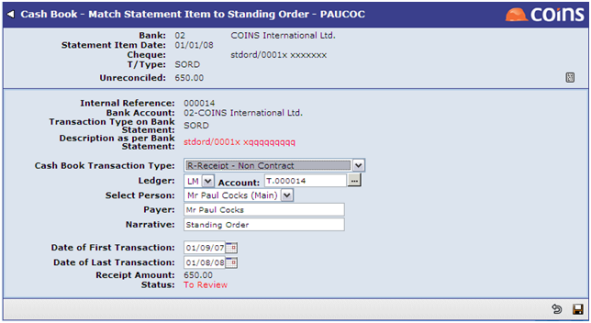 Cash Book - Match Statement Item to Standing Order - PAUCOC
COINS
Bank: 02 COINS International Ltd.
Statement Item Date: 01/01/08
Cheque: stdord/0001x xxxxxxx
T/Type: SORD
Unreconciled: 650.00
Internal Reference: 000014
Bank Account: 02-COINS International Ltd.
Transaction Type on Bank
Statement: SORD
Description as per Bank
Statement: stdord/0001x xqqqqqqqqq
Cash Book Transaction Type: R-Receipt - Non Contract
Ledger: LM Account: T.000014 ...
Select Person: Mr Paul Cocks (Main)
Payer: Mr Paul Cocks
Narrative: Standing Order
Date of First Transaction: 01/09/07
Date of Last Transaction: 01/08/08
Receipt Amount: 650.00
Status: To Review